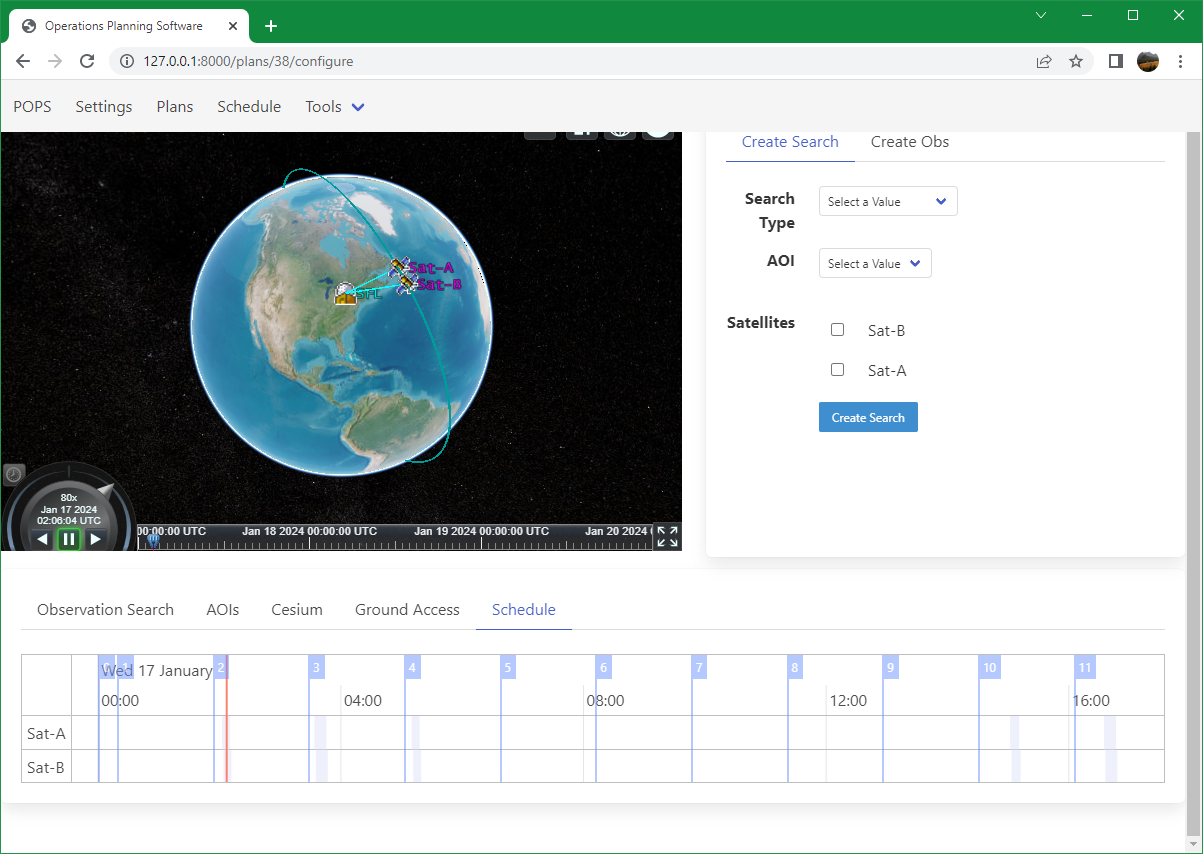 Operations Planning Software
127.0.0.1:8000/plans/38/configure
POPS Settings Plans Schedule Tools
Create Search Create Obs
Search
Type
Select a Value
AOI
Select a Value
Satellites
Sat-B
Sat-A
Create Search
Sat-A
Sat-B
SFL
80x
Jan 17 2024
02:06:04 UTC
00:00:00 UTC Jan 18 2024 00:00:00 UTC Jan 19 2024 00:00:00 UTC Jan 20 2024
Observation Search AOIs Cesium Ground Access Schedule
Wed 17 January
0 1 2 3 4 5 6 7 8 9 10 11
00:00 04:00 08:00 12:00 16:00
Sat-A
Sat-B